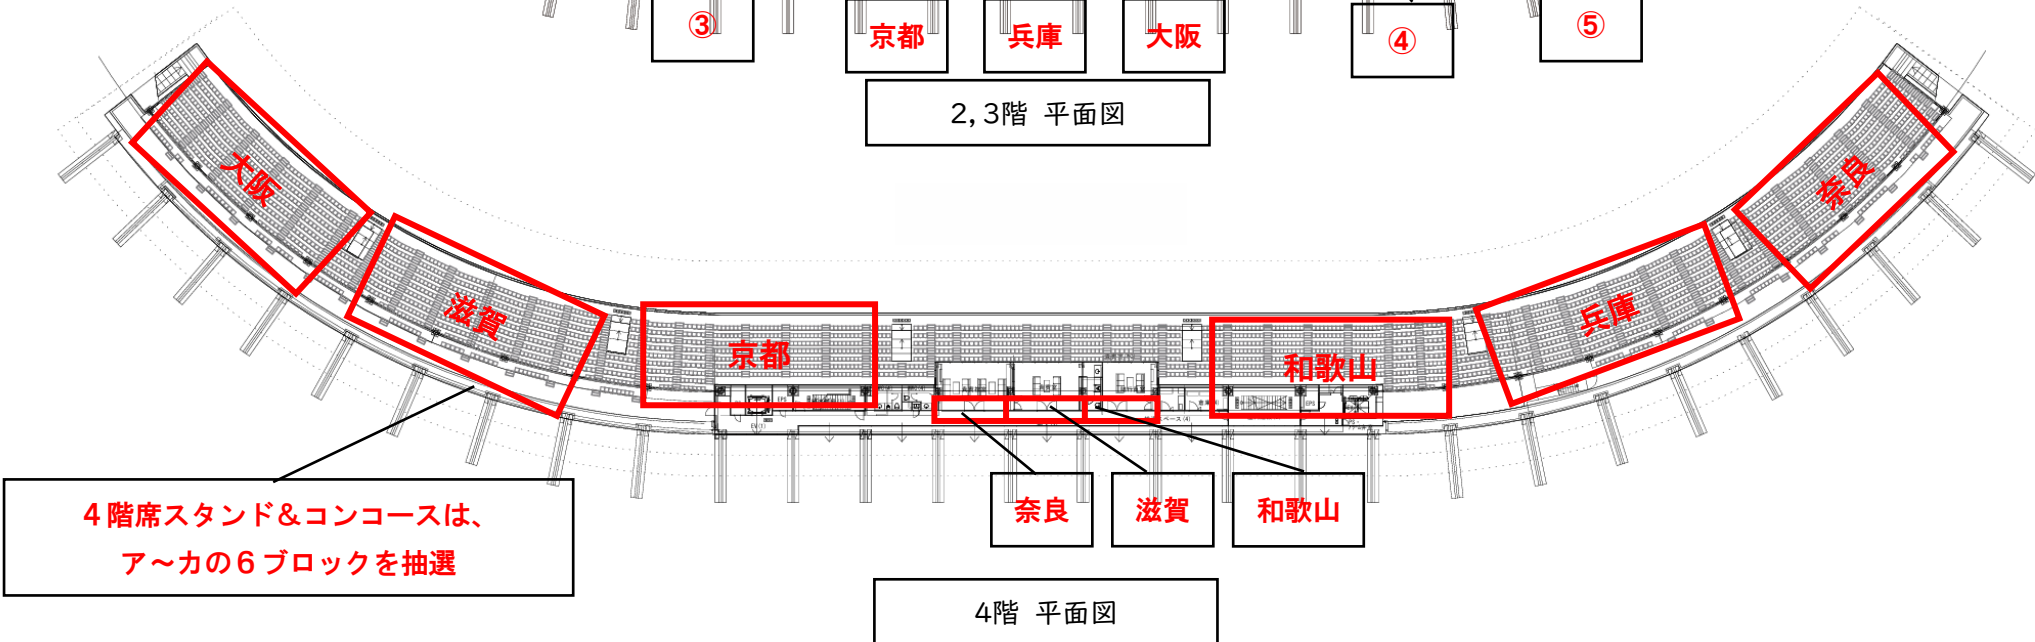 ③
京都
兵庫
大阪
④
⑤
2,3階 平面図
大阪
滋賀
京都
和歌山
兵庫
奈良
奈良
滋賀
和歌山
4階席スタンド&コンコースは、
ア~カの6ブロックを抽選
4階 平面図